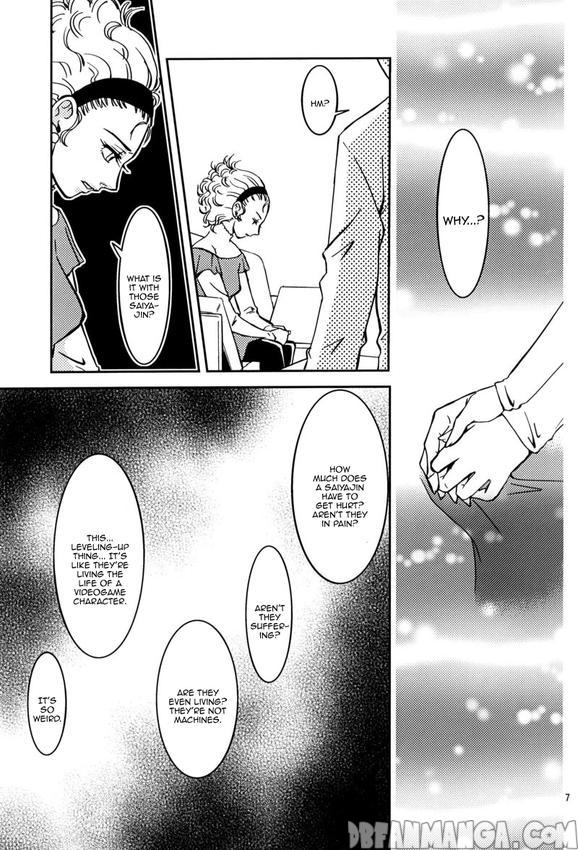 WHY...?
HM?
WHAT IS
IT WITH
THOSE
SAIYA-
JIN?
HOW
MUCH DOES
A SAIYAJIN
HAVE TO
GET HURT?
AREN'T THEY
IN PAIN?
AREN'T
THEY
SUFFER-
ING?
THIS...
LEVELING-UP
THING... IT'S
LIKE THEY'RE
LIVING THE
LIFE OF A
VIDEOGAME
CHARACTER.
ARE THEY
EVEN LIVING?
THEY'RE NOT
MACHINES.
IT'S
SO
WEIRD.
7
DBFANMANGA.COM